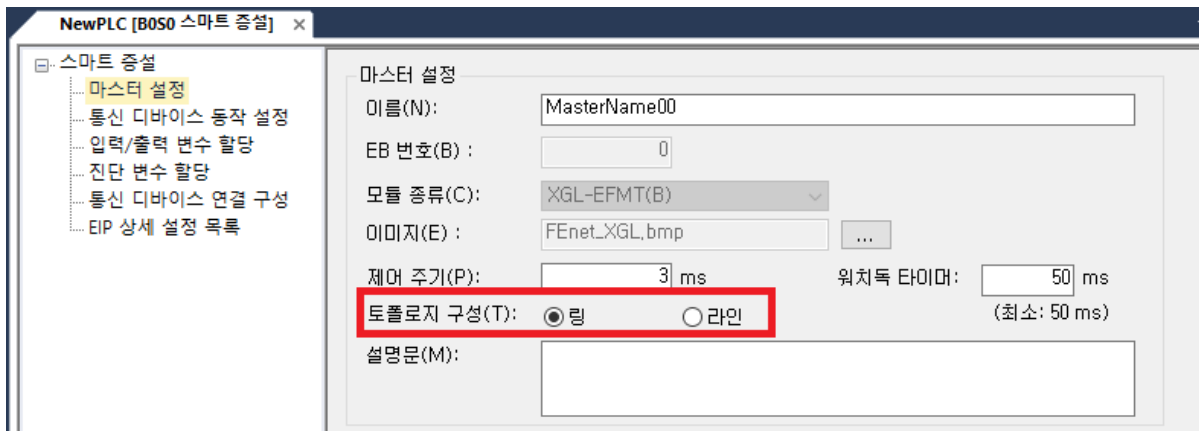 NewPLC [B0S0 스마트 증설] ×
스마트 증설
마스터 설정
통신 디바이스 동작 설정
입력/출력 변수 할당
진단 변수 할당
통신 디바이스 연결 구성
EIP 상세 설정 목록
마스터 설정
이름(N): MasterName00
EB 번호(B) : 0
모듈 종류(C): XGL-EFMT(B)
이미지(E) : FEnet_XGL.bmp ...
제어 주기(P): 3 ms 워치독 타이머: 50 ms
토폴로지 구성(T): 링 라인 (최소: 50 ms)
설명문(M):